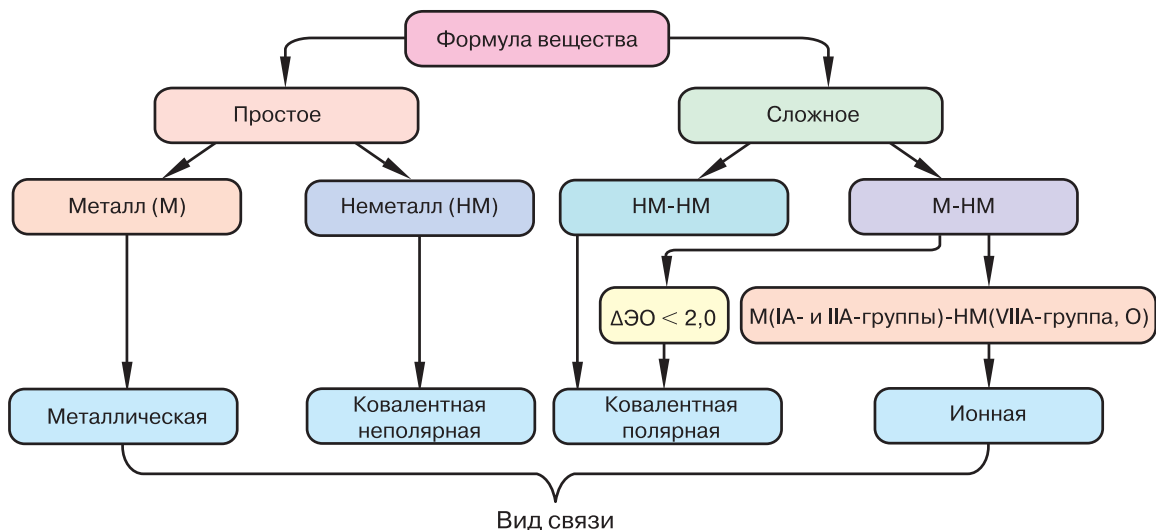 Формула вещества
Простое
Сложное
Металл (М)
Неметалл (НМ)
НМ-НМ
М-НМ
ΔЭО < 2,0
М(IA- и IIA-группы)-НМ(VIIA-группа, О)
Металлическая
Ковалентная
неполярная
Ковалентная
полярная
Ионная
Вид связи